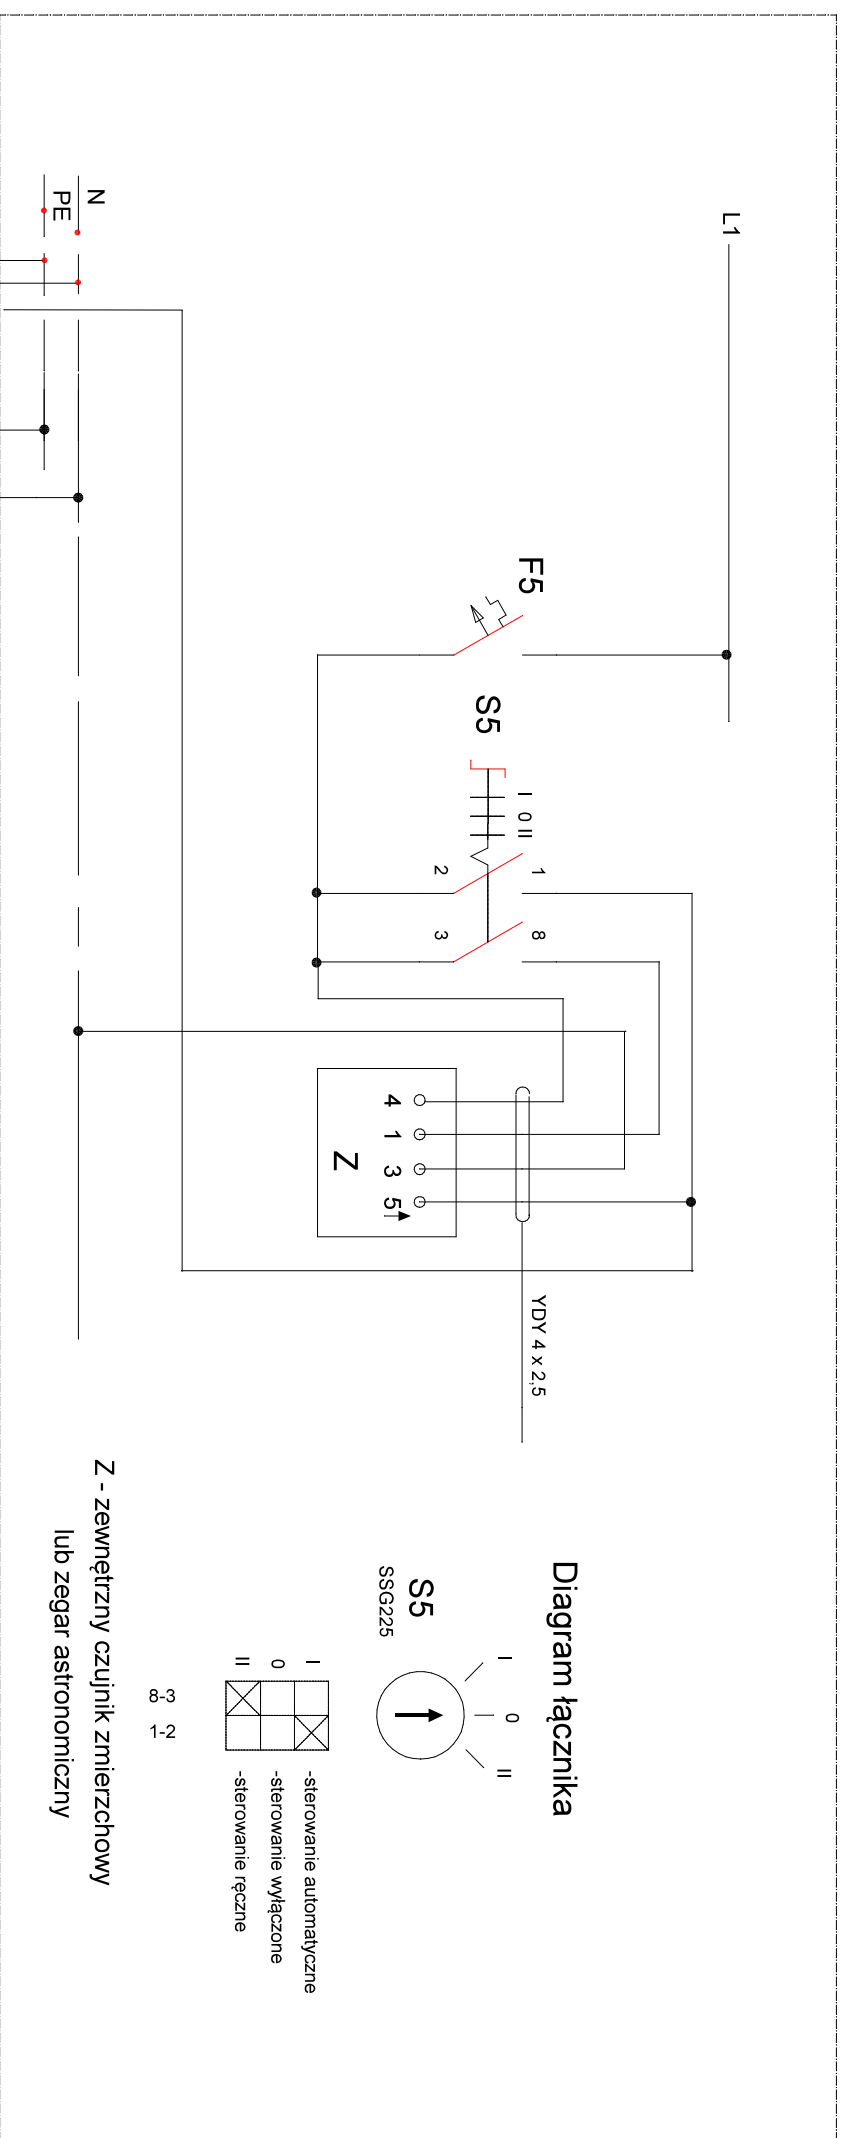 L1
N
PE
F5
S5
I 0 II
1
2
8
3
4
1
3
5
Z
YDY 4 x 2,5
Diagram łącznika
I
0
II
S5
SSG225
I
0
II
-sterowanie automatyczne
-sterowanie wyłączone
-sterowanie ręczne
8-3
1-2
Z - zewnętrzny czujnik zmierzchowy
lub zegar astronomiczny